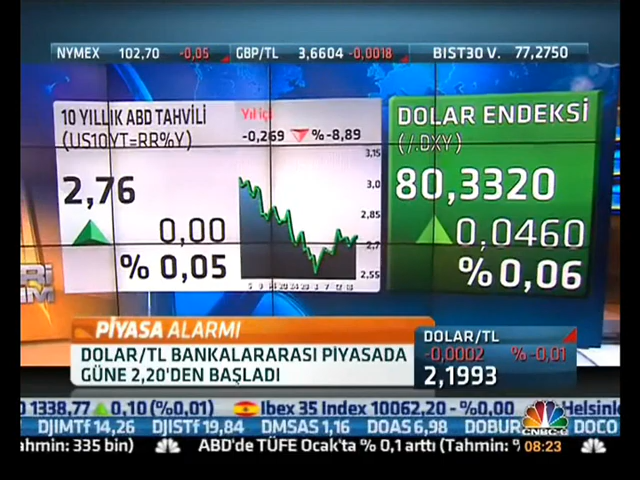 NYMEX 102,70 -0,05 GBP/TL 3,6604 -0,0018 BIST30 V. 77,2750
10 YILLIK ABD TAHVİLİ
(US10YT=RR%Y)
2,76
0,00
% 0,05
Yıl içi
-0,269 %-8,89
3,15
3,0
2,85
2,7
2,55
DOLAR ENDEKSİ
(/.DXY)
80,3320
0,0460
%0,06
PİYASA ALARMI
DOLAR/TL BANKALARARASI PİYASADA
GÜNE 2,20'DEN BAŞLADI
DOLAR/TL
-0,0002 %-0,01
2,1993
1338,77 0,10 (%0,01) Ibex 35 Index 10062,20 - %0,00 Helsink
DJIMTF 14,26 DJISTf 19,84 DMSAS 1,16 DOAS 6,98 DOBUR DOCO
CNBC-e
ahmin: 335 bin) ABD'de TÜFE Ocak'ta % 0,1 arttı (Tahmin: 08:23